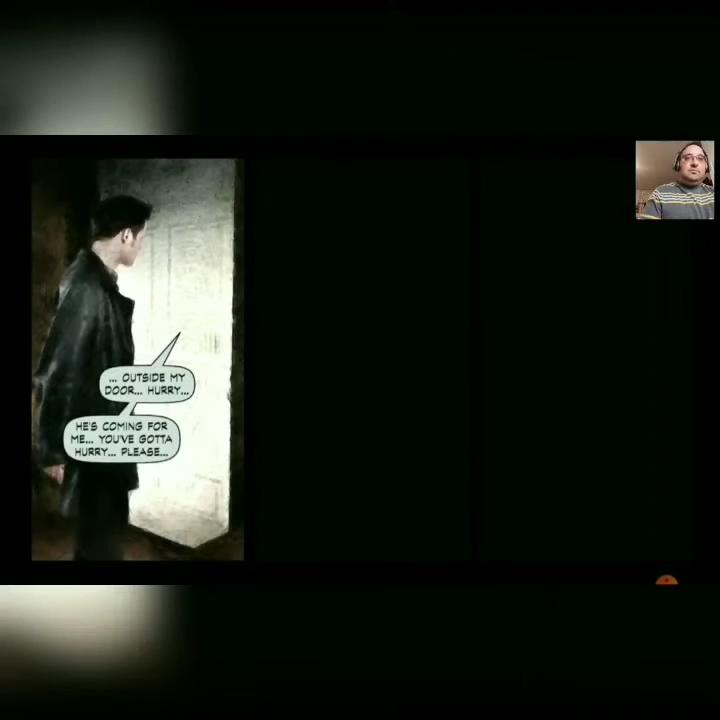 ... OUTSIDE MY
DOOR... HURRY...
HE'S COMING FOR
ME... YOU'VE GOTTA
HURRY... PLEASE...